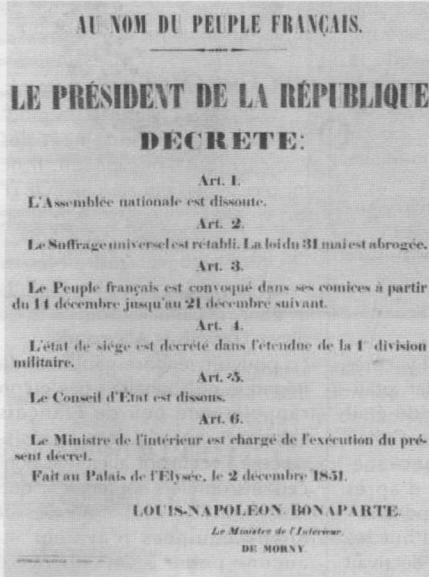 AU NOM DU PEUPLE FRANÇAIS.
LE PRÉSIDENT DE LA RÉPUBLIQUE
DÉCRÈTE:
Art. 1.
L'Assemblée nationale est dissoute.
Art. 2.
Le Suffrage universel est rétabli. La loi du 31 mai est abrogée.
Art. 3.
Le Peuple français est convoqué dans ses comices à partir
du 14 décembre jusqu'au 21 décembre suivant.
Art. 4.
L'état de siége est décrété dans l'étendue de la 1re division
militaire.
Art. 5.
Le Conseil d'État est dissous.
Art. 6.
Le Ministre de l'intérieur est chargé de l'exécution du pré-
sent décret.
Fait au Palais de l'Élysée, le 2 décembre 1851.
LOUIS-NAPOLÉON BONAPARTE.
Le Ministre de l'Intérieur.
DE MORNY.